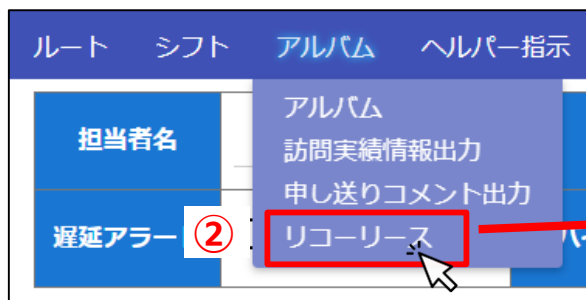 ルート シフト アルバム ヘルパー指示
アルバム
担当者名
訪問実績情報出力
申し送りコメント出力
遅延アラー
②
リコーリース